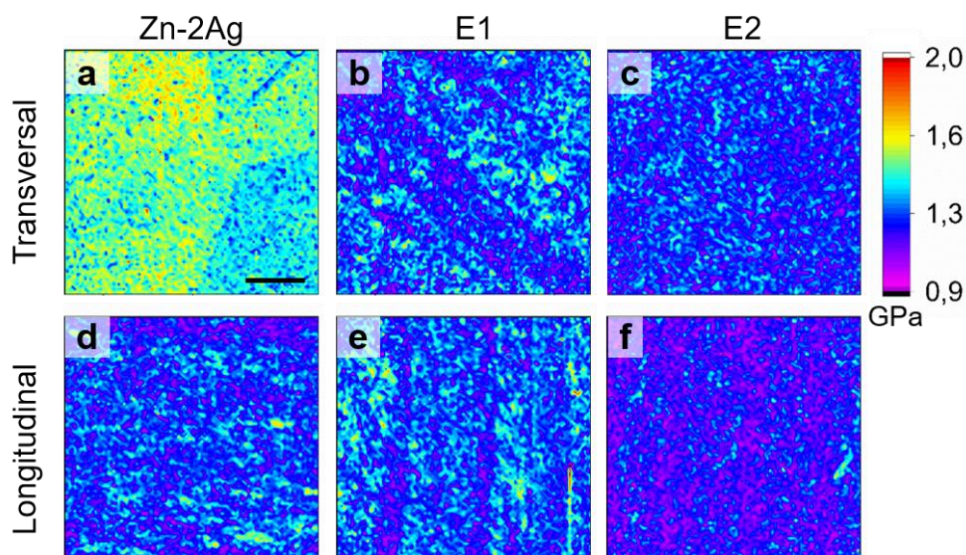 Zn-2Ag E1 E2
Transversal
a b c
2,0
1,6
1,3
0,9
GPa
Longitudinal
d e f